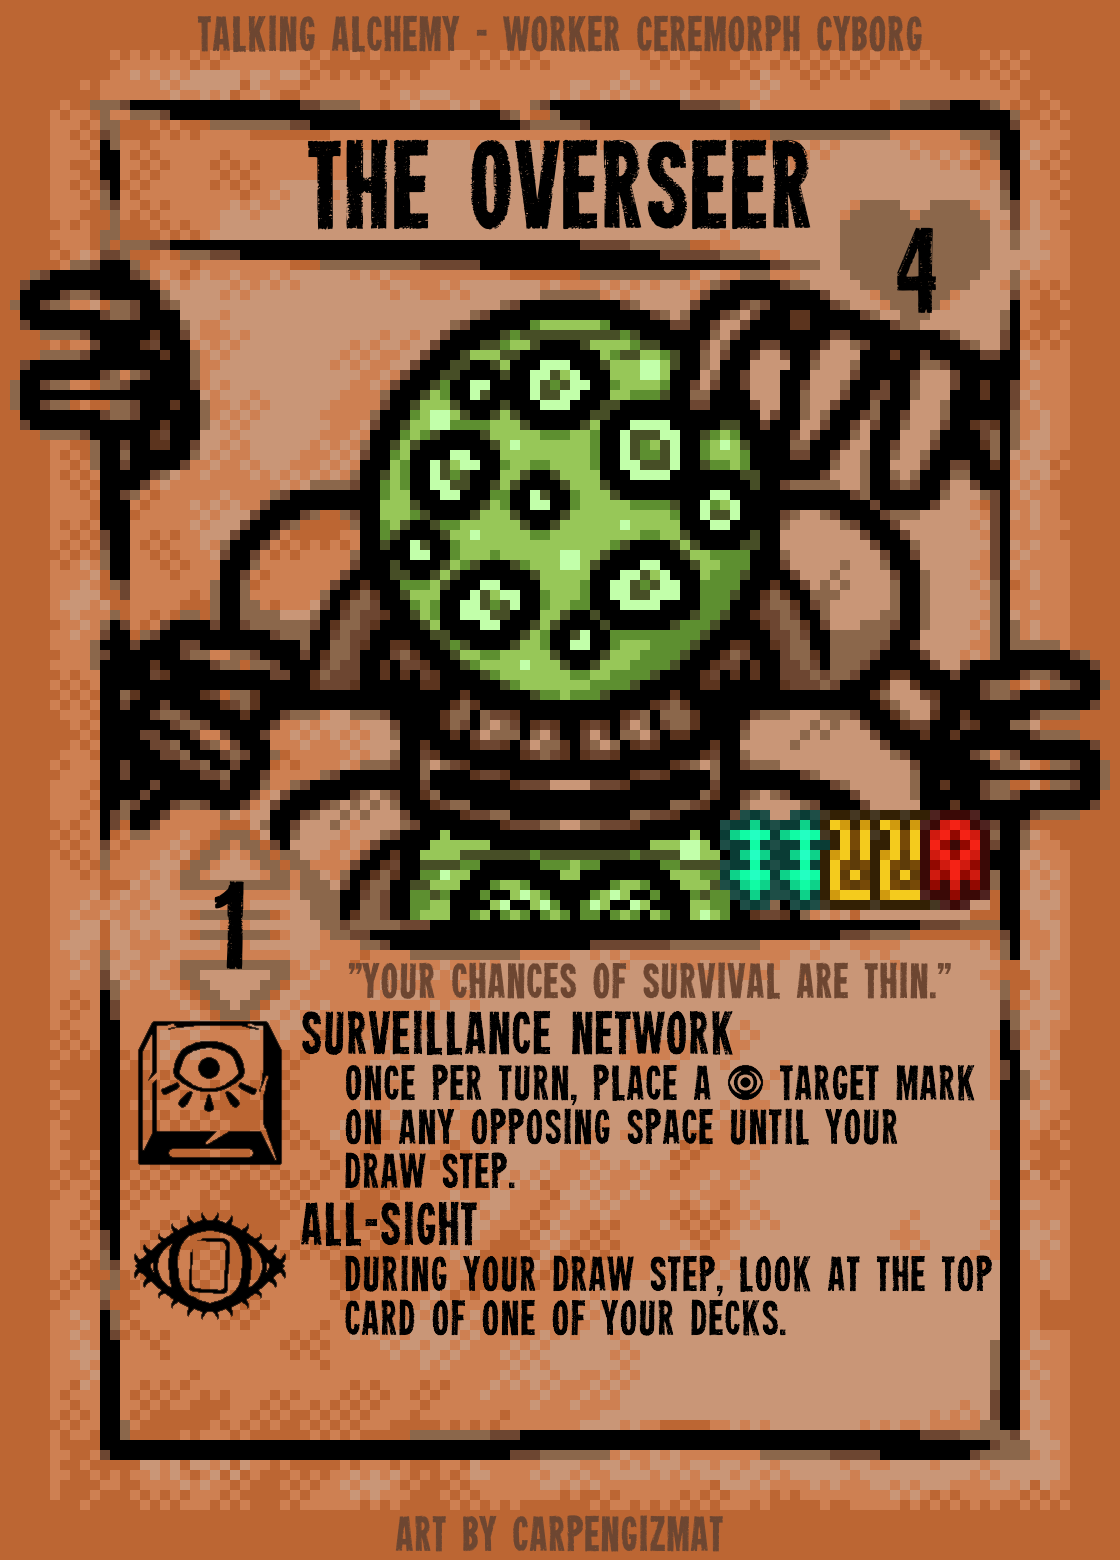 TALKING ALCHEMY - WORKER CEREMORPH CYBORG
THE OVERSEER
4
1
"YOUR CHANCES OF SURVIVAL ARE THIN."
SURVEILLANCE NETWORK
ONCE PER TURN, PLACE A TARGET MARK
ON ANY OPPOSING SPACE UNTIL YOUR
DRAW STEP.
ALL-SIGHT
DURING YOUR DRAW STEP, LOOK AT THE TOP
CARD OF ONE OF YOUR DECKS.
ART BY CARPENGIZMAT